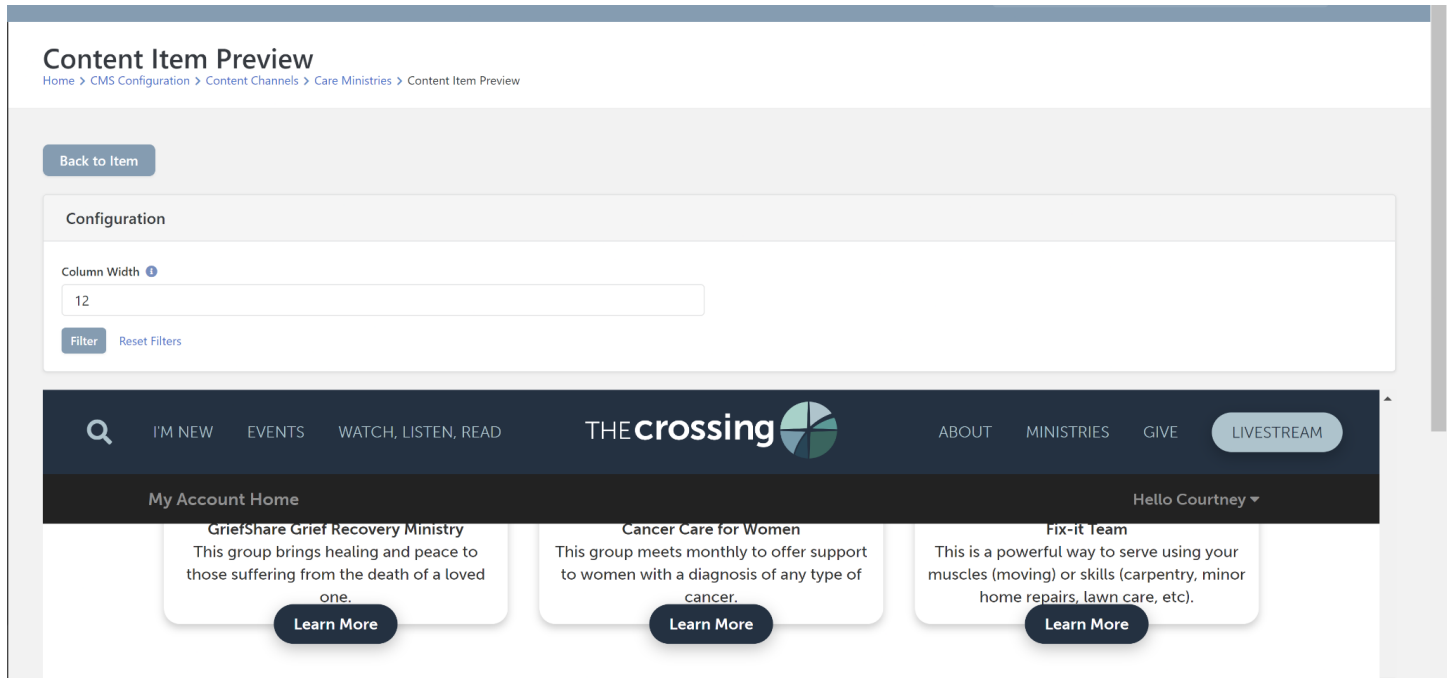 Content Item Preview
Home > CMS Configuration > Content Channels > Care Ministries > Content Item Preview
Back to Item
Configuration
Column Width
12
Filter Reset Filters
I'M NEW EVENTS WATCH, LISTEN, READ THE crossing ABOUT MINISTRIES GIVE LIVESTREAM
My Account Home Hello Courtney
GriefShare Grief Recovery Ministry
This group brings healing and peace to
those suffering from the death of a loved
one.
Learn More
Cancer Care for Women
This group meets monthly to offer support
to women with a diagnosis of any type of
cancer.
Learn More
Fix-it Team
This is a powerful way to serve using your
muscles (moving) or skills (carpentry, minor
home repairs, lawn care, etc).
Learn More